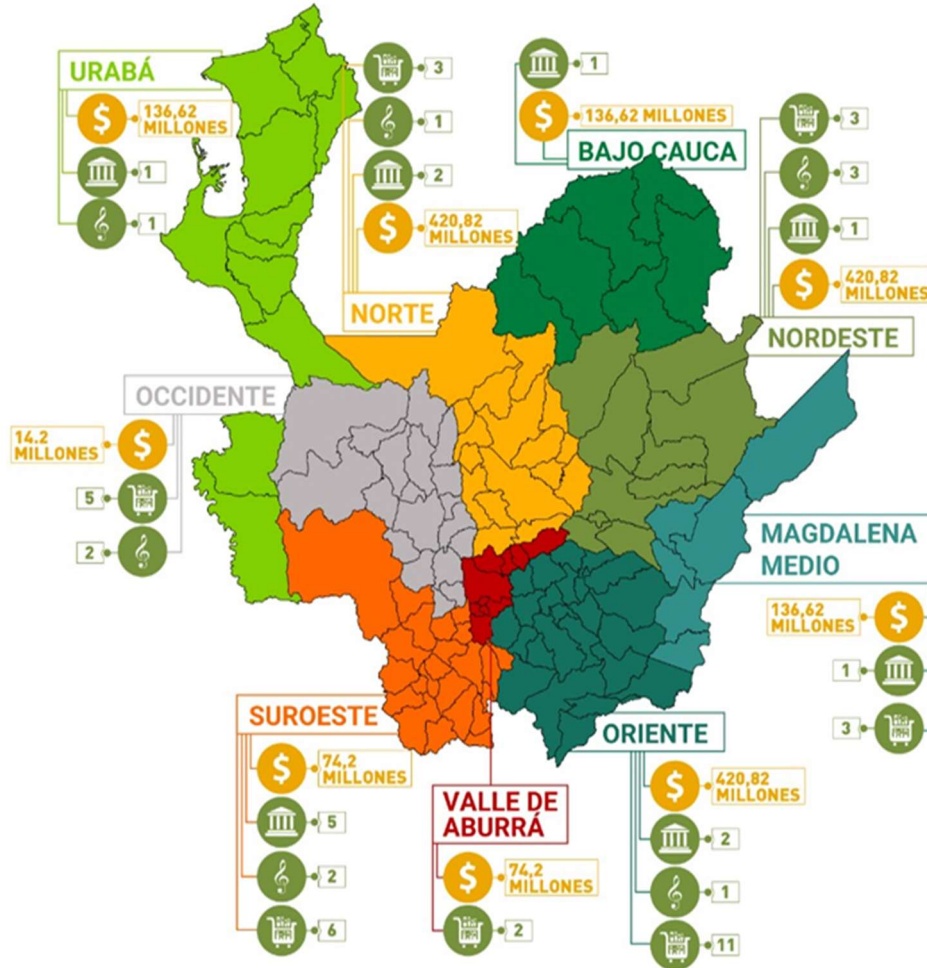 URABÁ
136,62
MILLONES
1
1
3
1
2
420,82
MILLONES
NORTE
1
136,62 MILLONES
BAJO CAUCA
3
3
1
420,82
MILLONES
NORDESTE
OCCIDENTE
14.2
MILLONES
5
2
MAGDALENA
MEDIO
136,62
MILLONES
1
3
SUROESTE
74,2
MILLONES
5
2
6
VALLE DE
ABURRÁ
74,2
MILLONES
2
ORIENTE
420,82
MILLONES
2
1
11